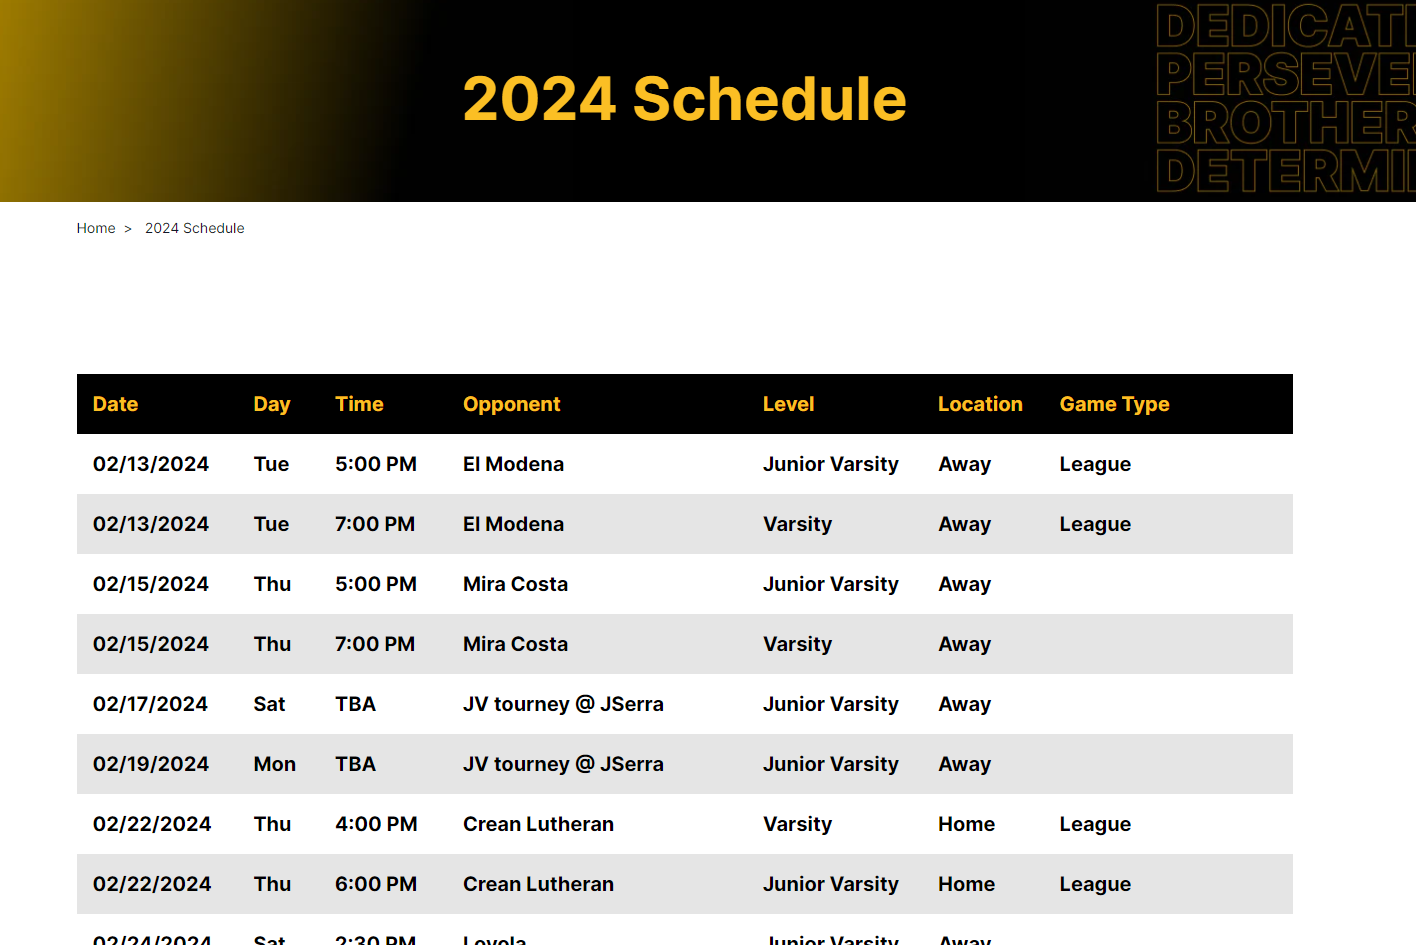 DEDICATI
PERSEVE
BROTHER
DETERMI
2024 Schedule
Home > 2024 Schedule
Date Day Time Opponent Level Location Game Type
02/13/2024 Tue 5:00 PM El Modena Junior Varsity Away League
02/13/2024 Tue 7:00 PM El Modena Varsity Away League
02/15/2024 Thu 5:00 PM Mira Costa Junior Varsity Away
02/15/2024 Thu 7:00 PM Mira Costa Varsity Away
02/17/2024 Sat TBA JV tourney @ JSerra Junior Varsity Away
02/19/2024 Mon TBA JV tourney @ JSerra Junior Varsity Away
02/22/2024 Thu 4:00 PM Crean Lutheran Varsity Home League
02/22/2024 Thu 6:00 PM Crean Lutheran Junior Varsity Home League
02/24/2024 Sat 2:30 PM Loyola Junior Varsity Away